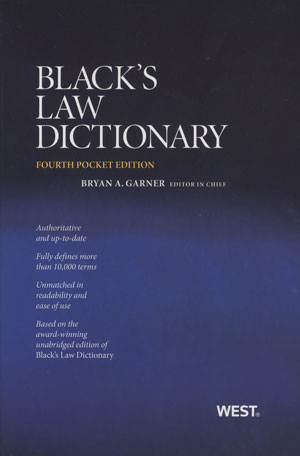 BLACK'S
LAW
DICTIONARY
FOURTH POCKET EDITION
BRYAN A. GARNER EDITOR IN CHIEF
Authoritative
and up-to-date
Fully defines more
than 10,000 terms
Unmatched in
readability and
ease of use
Based on the
award-winning
unabridged edition of
Black's Law Dictionary
WEST®